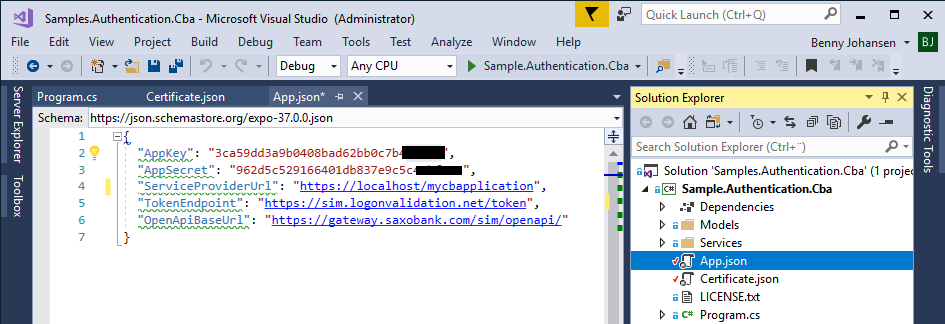 Samples.Authentication.Cba - Microsoft Visual Studio (Administrator)
Quick Launch (Ctrl+Q)
File Edit View Project Build Debug Team Tools Test Analyze Window Help
Benny Johansen BJ
Debug Any CPU Sample.Authentication.Cba
Server Explorer
Toolbox
Program.cs Certificate.json App.json*
Schema: https://json.schemastore.org/expo-37.0.0.json
1 {
2 "AppKey": "3ca59dd3a9b0408bad62bb0c7b4",
3 "AppSecret": "962d5c529166401db837e9c5c4",
4 "ServiceProviderUrl": "https://localhost/mycbapplication",
5 "TokenEndpoint": "https://sim.logonvalidation.net/token",
6 "OpenApiBaseUrl": "https://gateway.saxobank.com/sim/openapi/"
7 }
Solution Explorer
Search Solution Explorer (Ctrl+¨)
Solution 'Samples.Authentication.Cba' (1 projec
Sample.Authentication.Cba
Dependencies
Models
Services
App.json
Certificate.json
LICENSE.txt
C# Program.cs
Diagnostic Tools